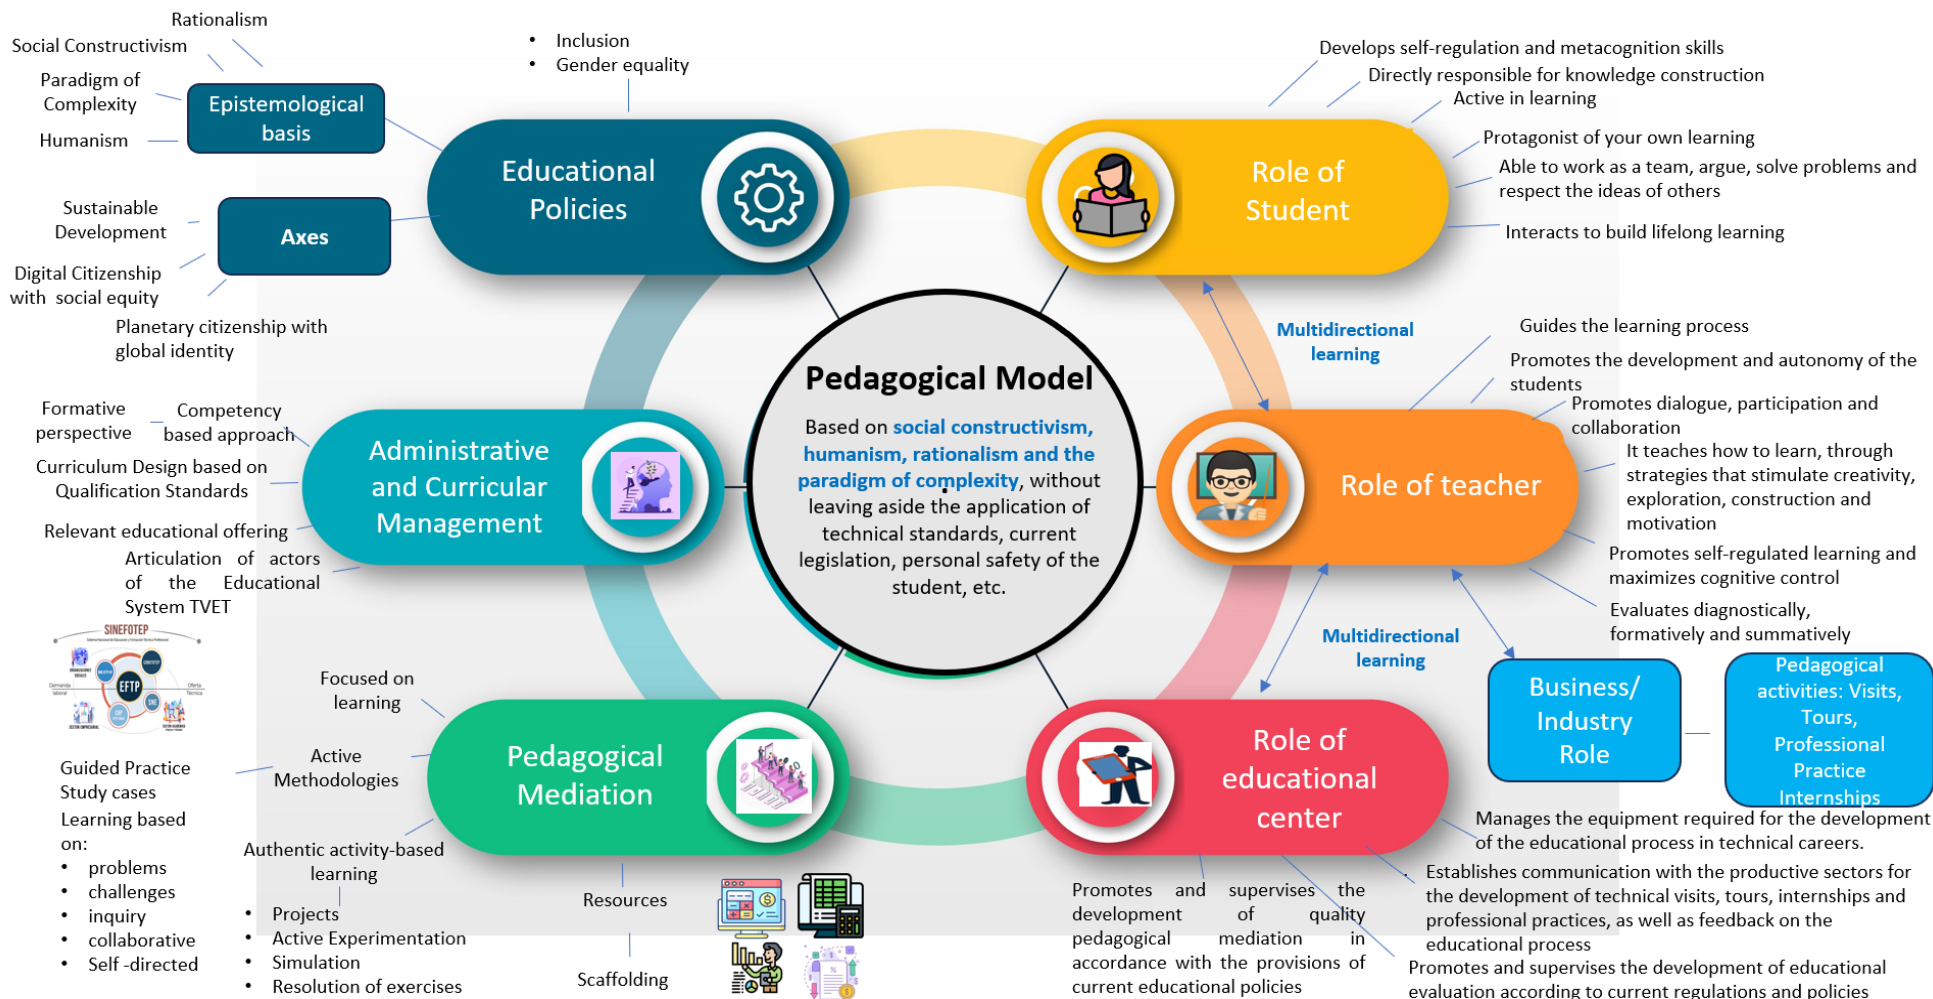 Rationalism
Social Constructivism
Paradigm of
Complexity
Humanism
Epistemological
basis
Inclusion
Gender equality
Educational
Policies
Sustainable
Development
Axes
Digital Citizenship
with social equity
Planetary citizenship with
global identity
Develops self-regulation and metacognition skills
Directly responsible for knowledge construction
Active in learning
Protagonist of your own learning
Able to work as a team, argue, solve problems and
respect the ideas of others
Interacts to build lifelong learning
Role of
Student
Multidirectional
learning
Pedagogical Model
Based on social constructivism,
humanism, rationalism and the
paradigm of complexity, without
leaving aside the application of
technical standards, current
legislation, personal safety of the
student, etc.
Guides the learning process
Promotes the development and autonomy of the
students
Promotes dialogue, participation and
collaboration
It teaches how to learn, through
strategies that stimulate creativity,
exploration, construction and
motivation
Promotes self-regulated learning and
maximizes cognitive control
Evaluates diagnostically,
formatively and summatively
Role of teacher
Formative
perspective
Competency
based approach
Curriculum Design based on
Qualification Standards
Relevant educational offering
Articulation of actors
of the Educational
System TVET
Administrative
and Curricular
Management
SINEFOTEP
EFTP
Demanda
laboral
Oferta
Técnica
SECTOR EMPRESARIAL
SNE
Multidirectional
learning
Business/
Industry
Role
Pedagogical
activities: Visits,
Tours,
Professional
Practice
Internships
Focused on
learning
Active
Methodologies
Guided Practice
Study cases
Learning based
on:
problems
challenges
inquiry
collaborative
Self -directed
Authentic activity-based
learning
Projects
Active Experimentation
Simulation
Resolution of exercises
Pedagogical
Mediation
Resources
Scaffolding
Role of
educational
center
Manages the equipment required for the development
of the educational process in technical careers.
Establishes communication with the productive sectors for
the development of technical visits, tours, internships and
professional practices, as well as feedback on the
educational process
Promotes and supervises the development of educational
evaluation according to current regulations and policies
Promotes and supervises the
development of quality
pedagogical mediation in
accordance with the provisions of
current educational policies